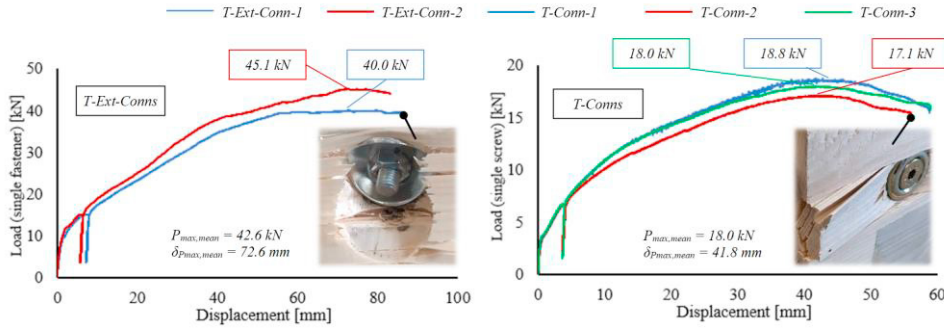 T-Ext-Conn-1 T-Ext-Conn-2 T-Conn-1 T-Conn-2 T-Conn-3
45.1 kN 40.0 kN
T-Ext-Conns
Load (single fastener) [kN]
50
40
30
20
10
0
P_max,mean = 42.6 kN
δ_Pmax,mean = 72.6 mm
0 20 40 60 80 100
Displacement [mm]
18.0 kN 18.8 kN 17.1 kN
T-Conns
Load (single screw) [kN]
20
15
10
5
0
P_max,mean = 18.0 kN
δ_Pmax,mean = 41.8 mm
0 10 20 30 40 50 60
Displacement [mm]